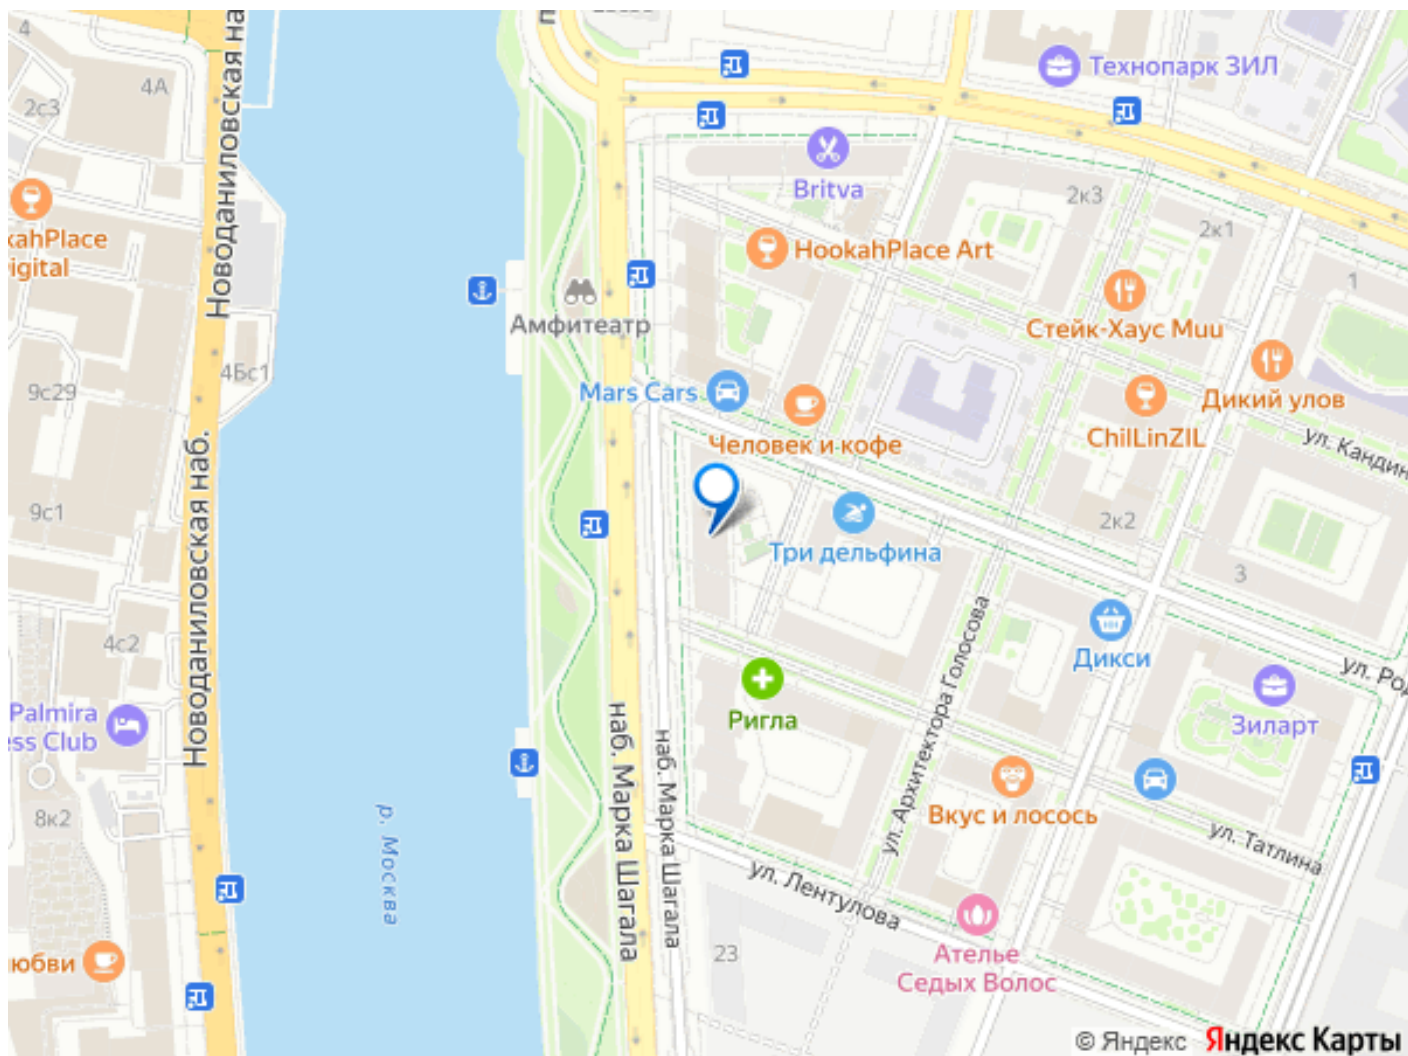 4
4А
2с3
Новоданиловская на
Технопарк ЗИЛ
Britva
2к3
2к1
kahPlace
igital
HookahPlace Art
1
Амфитеатр
Стейк-Хаус Muu
4Бс1
9с29
Mars Cars
Дикий улов
Человек и кофе
ChilLinZIL
ул. Кандин
Новоданиловская наб.
9с1
2к2
Три дельфина
3
4с2
ул. Архитектора Голосова
Дикси
ул. Род
Palmira
ess Club
Ригла
Зиларт
наб. Марка Шагала
наб. Марка Шагала
8к2
р. Москва
Вкус и лосось
ул. Татлина
ул. Лентулова
юбви
23
Ателье
Седых Волос
© Яндекс Яндекс Карты